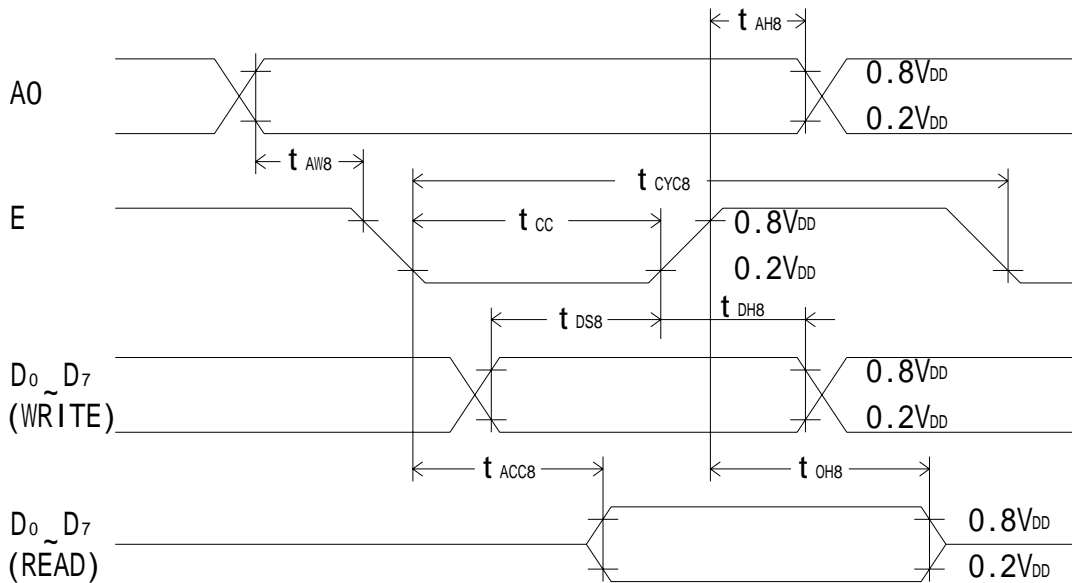 t AH8
A0
0.8VDD
0.2VDD
t AW8
t CYC8
E
t CC
0.8VDD
0.2VDD
t DS8
t DH8
D0 ~ D7
(WRITE)
0.8VDD
0.2VDD
t ACC8
t OH8
D0 ~ D7
(READ)
0.8VDD
0.2VDD